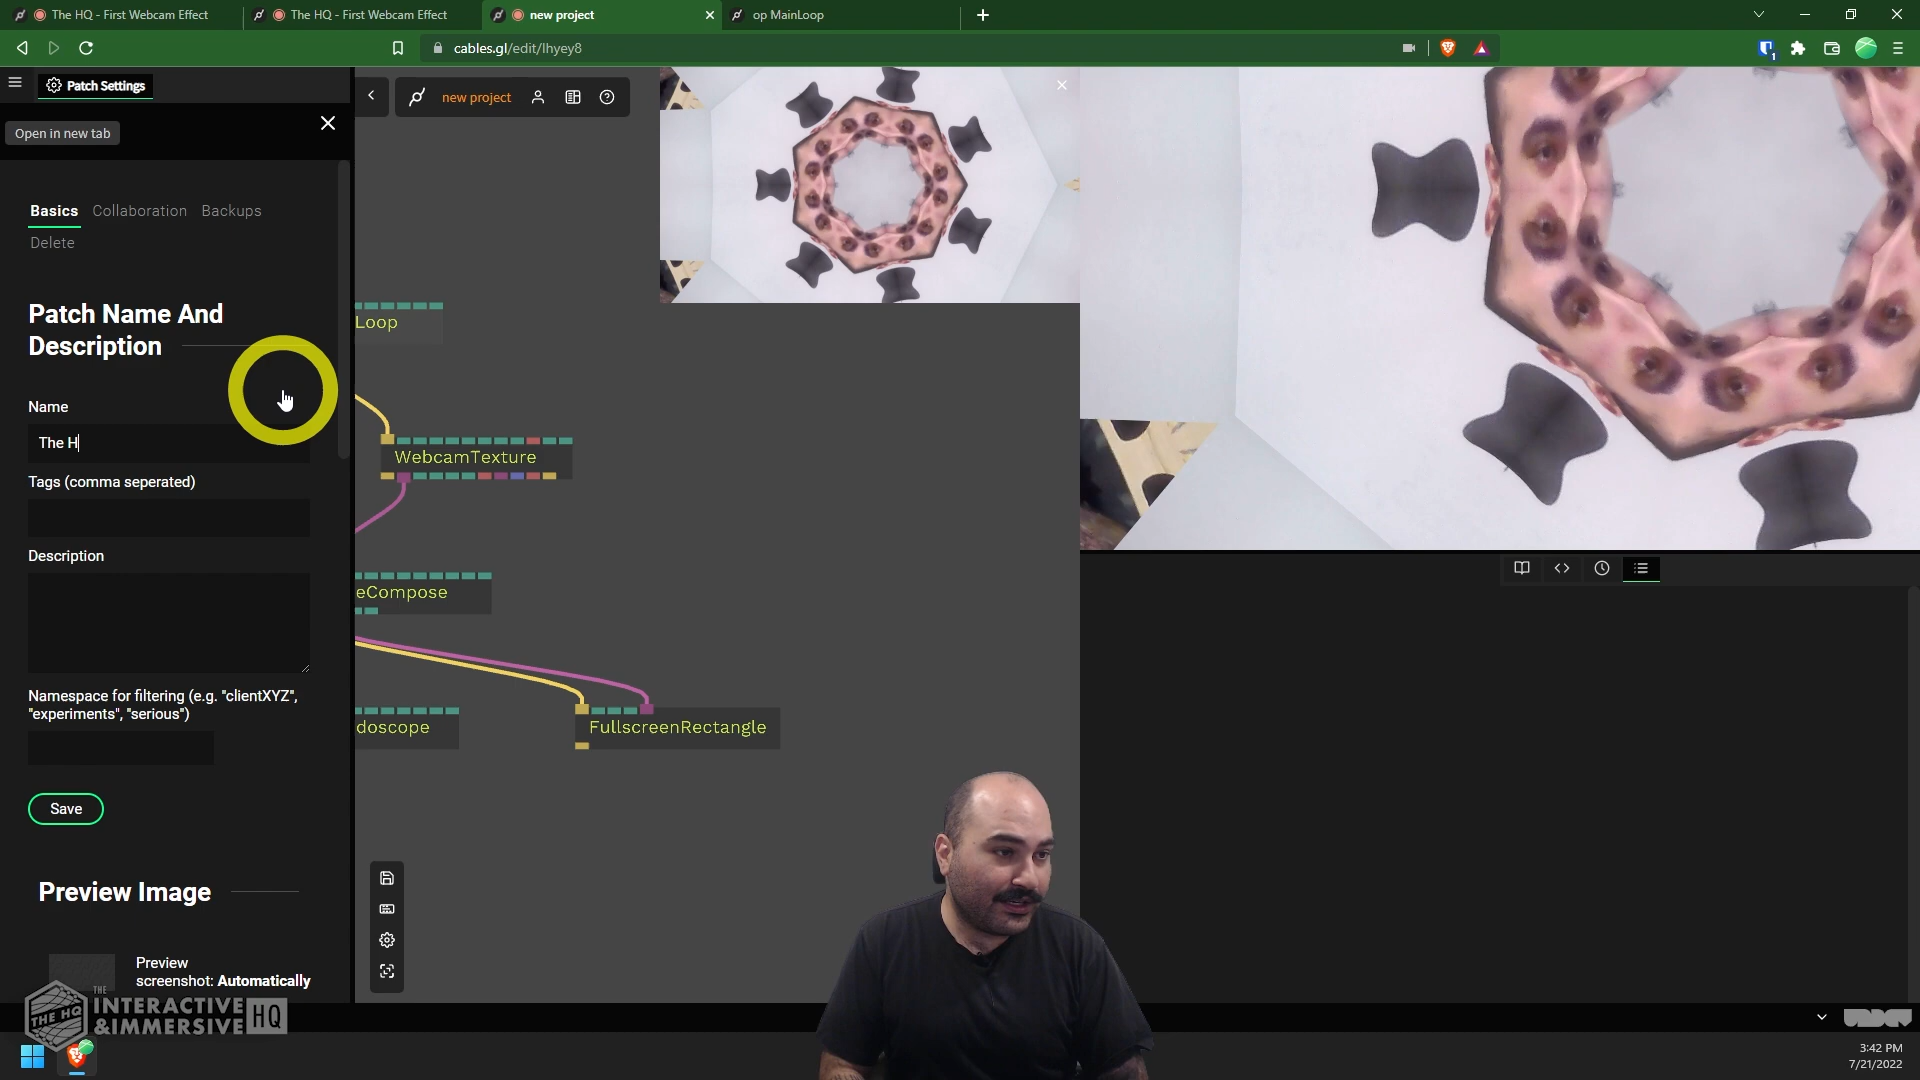 The HQ - First Webcam Effect
The HQ - First Webcam Effect
new project
op MainLoop
cables.gl/edit/lhyey8
1
Patch Settings
new project
Open in new tab
Basics
Collaboration
Backups
Delete
Patch Name And
Description
Name
The H
Tags (comma seperated)
Description
Namespace for filtering (e.g. "clientXYZ",
"experiments", "serious")
Save
Preview Image
Preview
screenshot: Automatically
Loop
WebcamTexture
eCompose
doscope
FullscreenRectangle
THE HQ
THE
INTERACTIVE
&IMMERSIVE HQ
UNDEV
3:42 PM
7/21/2022